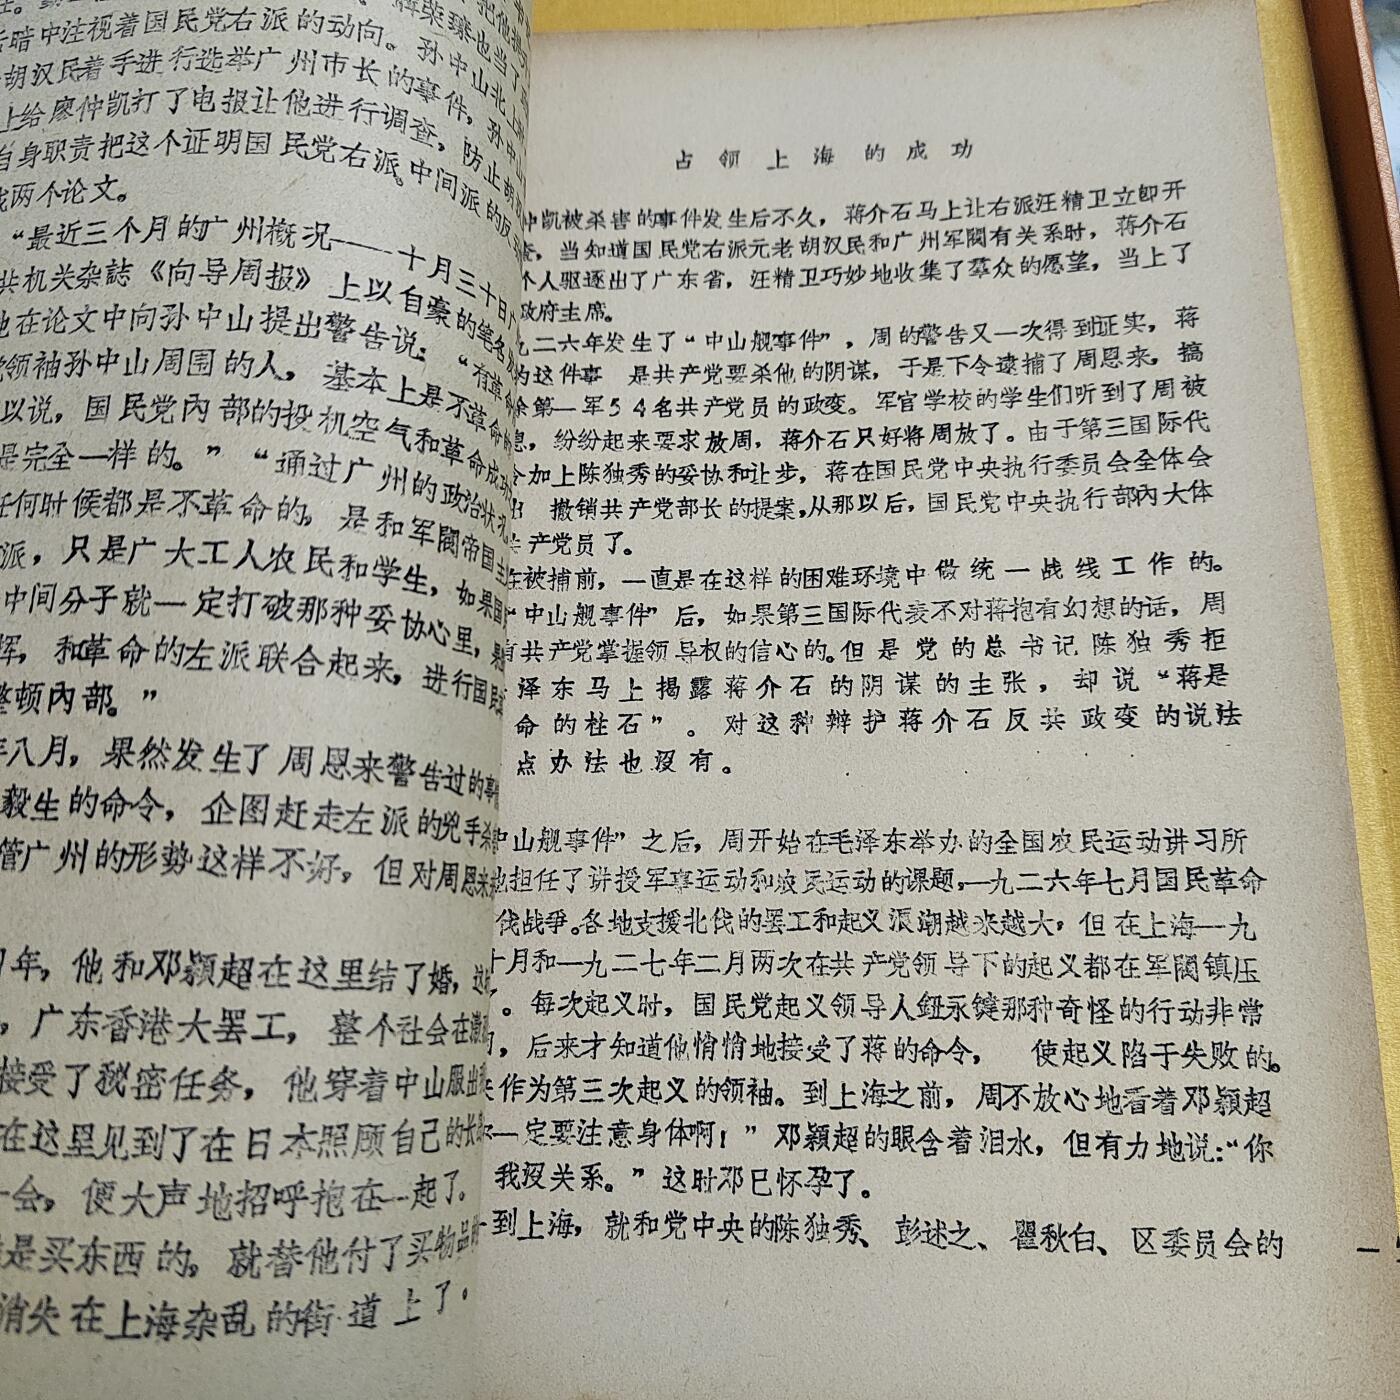 把他
暗中注视着国民党右派的动向。孙中山北上
胡汉民着手进行选举广州市长的事件，孙中山
上给廖仲凯打了电报让他进行调查，防止胡
自身职责把这个证明国民党右派、中间派的反
两个论文。
“最近三个月的广州概况——十月三十日
共机关杂誌《向导周报》上以自豪的笔名
他在论文中向孙中山提出警告说：“有革命
领袖孙中山周围的人，基本上是不革命的
以说，国民党内部的投机空气和革命成功
是完全一样的。”“通过广州的政治状况
任何时候都是不革命的，是和军阀帝国主
派，只是广大工人农民和学生，如果国
中间分子就一定打破那种妥协心里，
挥，和革命的左派联合起来，进行国民
整顿内部。”
年八月，果然发生了周恩来警告过的事
毅生的命令，企图赶走左派的兇手杀
管广州的形势这样不好，但对周恩来
年，他和邓颖超在这里结了婚，这
，广东香港大罢工，整个社会在激
接受了秘密任务，他穿着中山服出
在这里见到了在日本照顾自己的长
一会，便大声地招呼抱在一起了。
是买东西的，就替他付了买物品
消失在上海杂乱的街道上了。
占领上海的成功
仲凯被杀害的事件发生后不久，蒋介石马上让右派汪精卫立即开
查，当知道国民党右派元老胡汉民和广州军阀有关系时，蒋介石
个人驱逐出了广东省，汪精卫巧妙地收集了群众的愿望，当上了
政府主席。
九二六年发生了“中山舰事件”，周的警告又一次得到证实，蒋
的这件事 是共产党要杀他的阴谋，于是下令逮捕了周恩来，搞
除第一军54名共产党员的政变。军官学校的学生们听到了周被
息，纷纷起来要求放周，蒋介石只好将周放了。由于第三国际代
令加上陈独秀的妥协和让步，蒋在国民党中央执行委员会全体会
出 撤销共产党部长的提案，从那以后，国民党中央执行部内大体
共产党员了。
在被捕前，一直是在这样的困难环境中做统一战线工作的。
“中山舰事件”后，如果第三国际代表不对蒋抱有幻想的话，周
有共产党掌握领导权的信心的。但是党的总书记陈独秀拒
泽东马上揭露蒋介石的阴谋的主张，却说“蒋是
命的柱石”。对这种辩护蒋介石反共政变的说法
点办法也没有。
中山舰事件”之后，周开始在毛泽东举办的全国农民运动讲习所
他担任了讲授军事运动和农民运动的课题，一九二六年七月国民革命
伐战争。各地支援北伐的罢工和起义浪潮越来越大，但在上海一九
十月和一九二七年二月两次在共产党领导下的起义都在军阀镇压
。每次起义时，国民党起义领导人鈕永键那种奇怪的行动非常
，后来才知道他悄悄地接受了蒋的命令， 使起义陷于失败的。
作为第三次起义的领袖。到上海之前，周不放心地看着邓颖超
一定要注意身体啊！”邓颖超的眼含着泪水，但有力地说：“你
我没关系。”这时邓已怀孕了。
一到上海，就和党中央的陈独秀、彭述之、瞿秋白、区委员会的